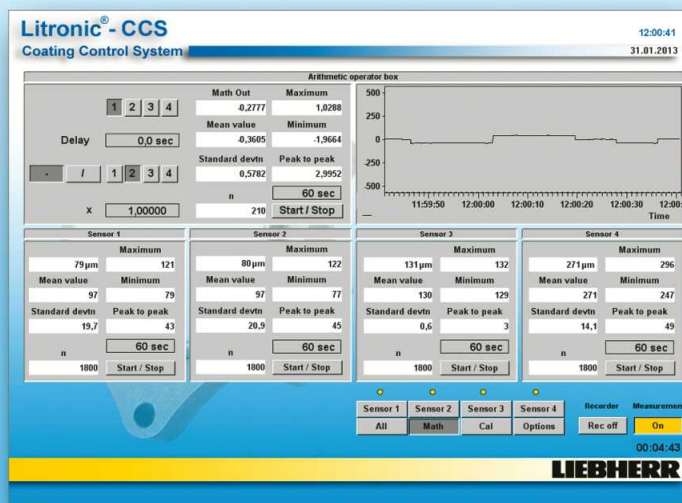 Litronic® - CCS
Coating Control System
12:00:41
31.01.2013
Arithmetic operator box
1 2 3 4
Math Out Maximum
-0,2777 1,0288
Delay 0,0 sec
Mean value Minimum
-0,3605 -1,9664
- / 1 2 3 4
Standard devtn Peak to peak
0,5782 2,9952
n 60 sec
x 1,00000
210 Start / Stop
500
250
0
-250
-500
11:59:50 12:00:00 12:00:10 12:00:20 12:00:30
Time
Sensor 1
Maximum
79 µm 121
Mean value Minimum
97 79
Standard devtn Peak to peak
19,7 43
n 60 sec
1800 Start / Stop
Sensor 2
Maximum
80 µm 122
Mean value Minimum
97 77
Standard devtn Peak to peak
20,9 45
n 60 sec
1800 Start / Stop
Sensor 3
Maximum
131 µm 132
Mean value Minimum
130 129
Standard devtn Peak to peak
0,6 3
n 60 sec
1800 Start / Stop
Sensor 4
Maximum
271 µm 296
Mean value Minimum
271 247
Standard devtn Peak to peak
14,1 49
n 60 sec
1800 Start / Stop
Sensor 1 Sensor 2 Sensor 3 Sensor 4 Recorder Measuremen
All Math Cal Options Rec off On
00:04:43
LIEBHERR